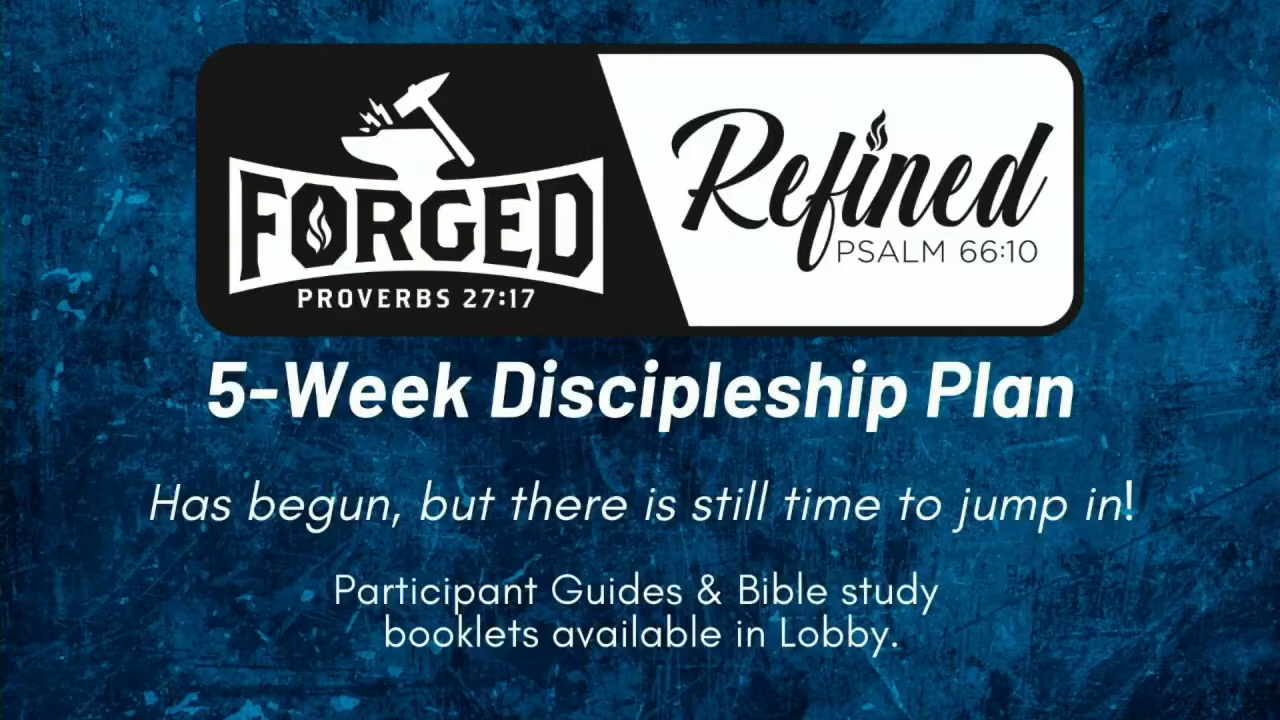 FORGED
PROVERBS 27:17
Refined
PSALM 66:10
5-Week Discipleship Plan
Has begun, but there is still time to jump in!
Participant Guides & Bible study
booklets available in Lobby.